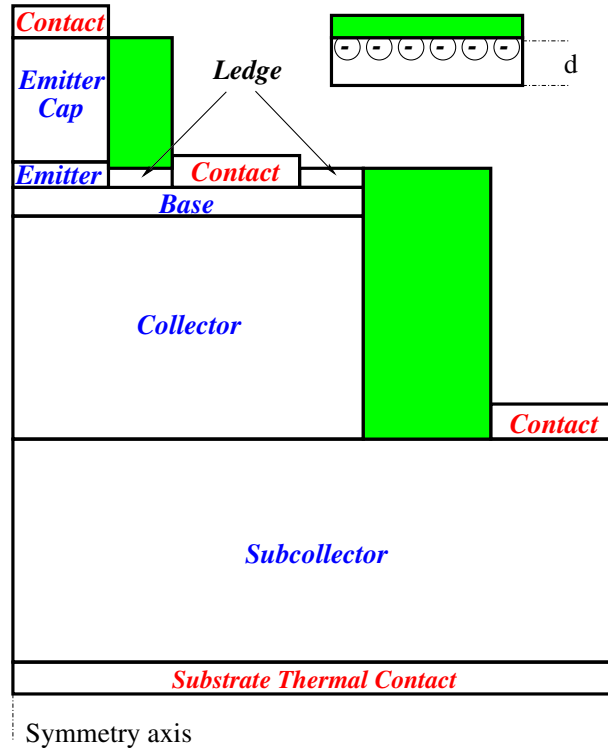 Contact
- - - - - -
d
Ledge
Emitter
Cap
Contact
Emitter
Base
Collector
Contact
Subcollector
Substrate Thermal Contact
Symmetry axis